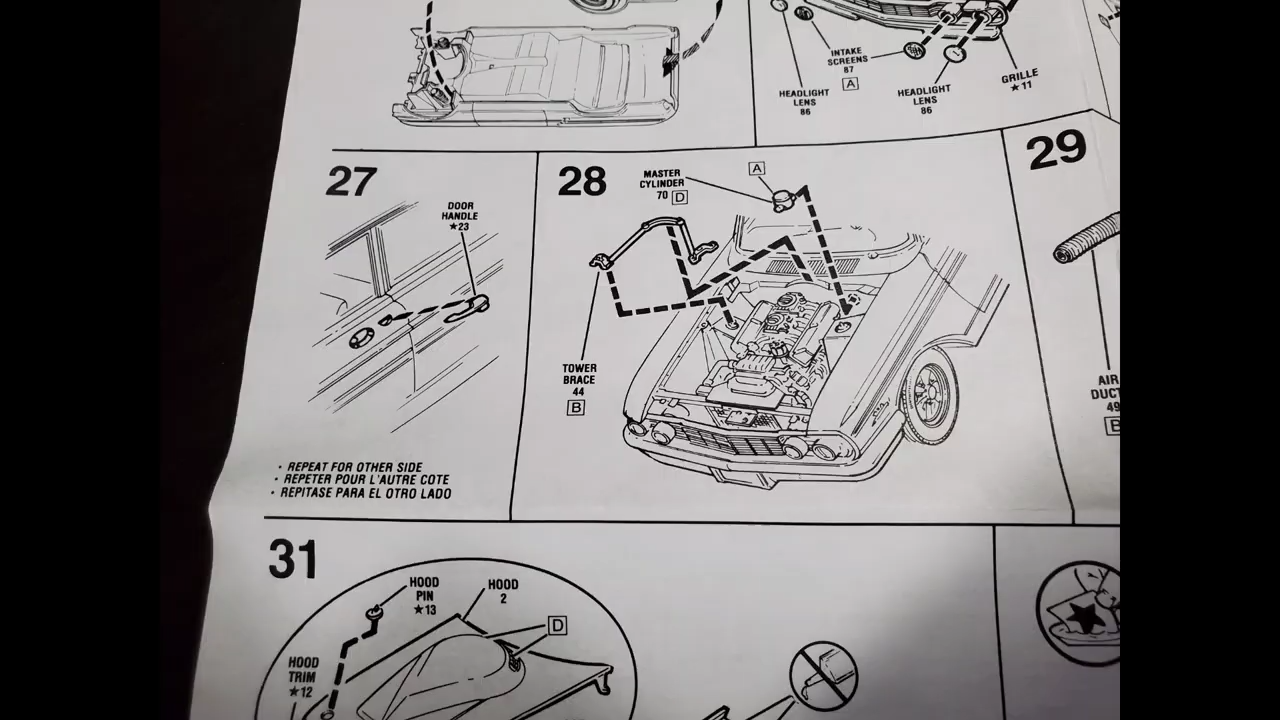 INTAKE
SCREENS
87
A
HEADLIGHT
LENS
86
HEADLIGHT
LENS
86
GRILLE
★11
27
DOOR
HANDLE
★23
• REPEAT FOR OTHER SIDE
• REPETER POUR L'AUTRE COTE
• REPITASE PARA EL OTRO LADO
28
MASTER
CYLINDER
70 D
A
TOWER
BRACE
44
B
29
AIR
DUCT
49
B
31
HOOD
PIN
★13
HOOD
2
D
HOOD
TRIM
★12